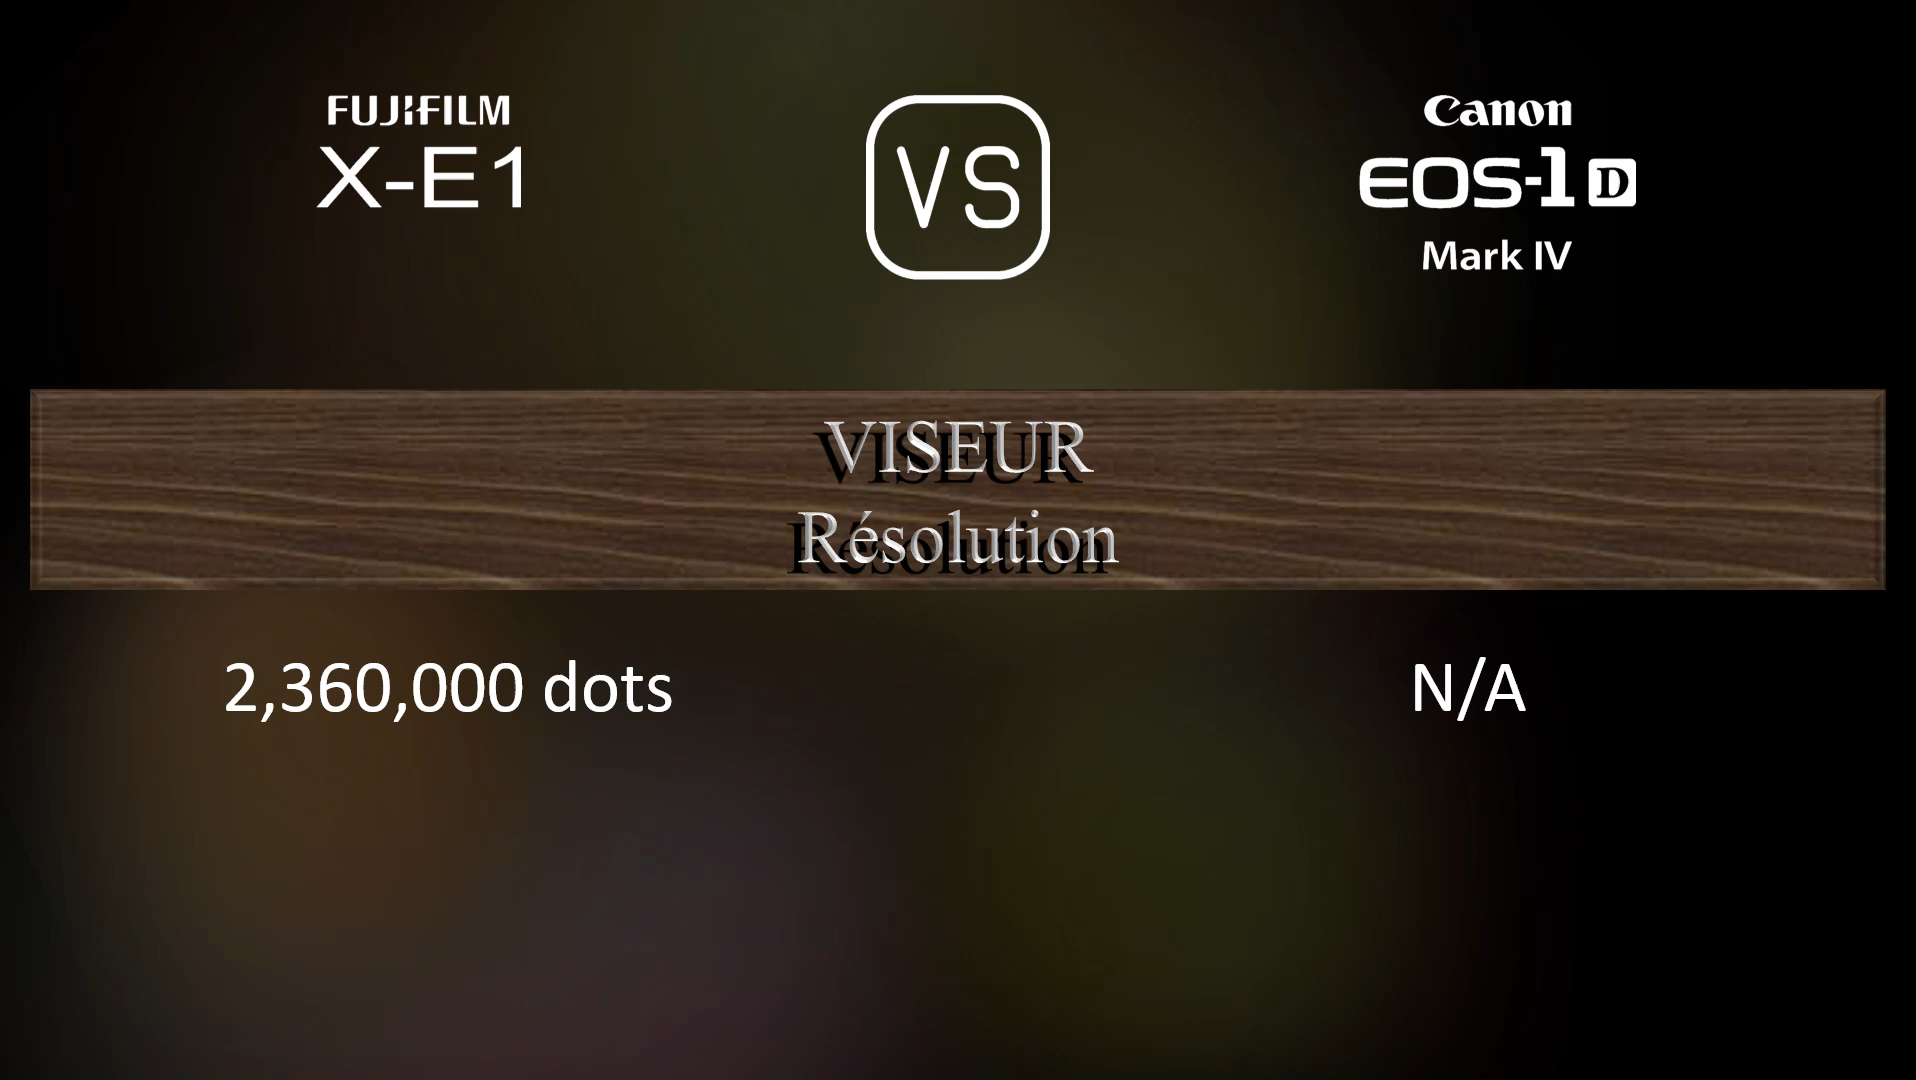 FUJIFILM
X-E1
VS
Canon
EOS-1D
Mark IV
VISEUR
Résolution
2,360,000 dots
N/A